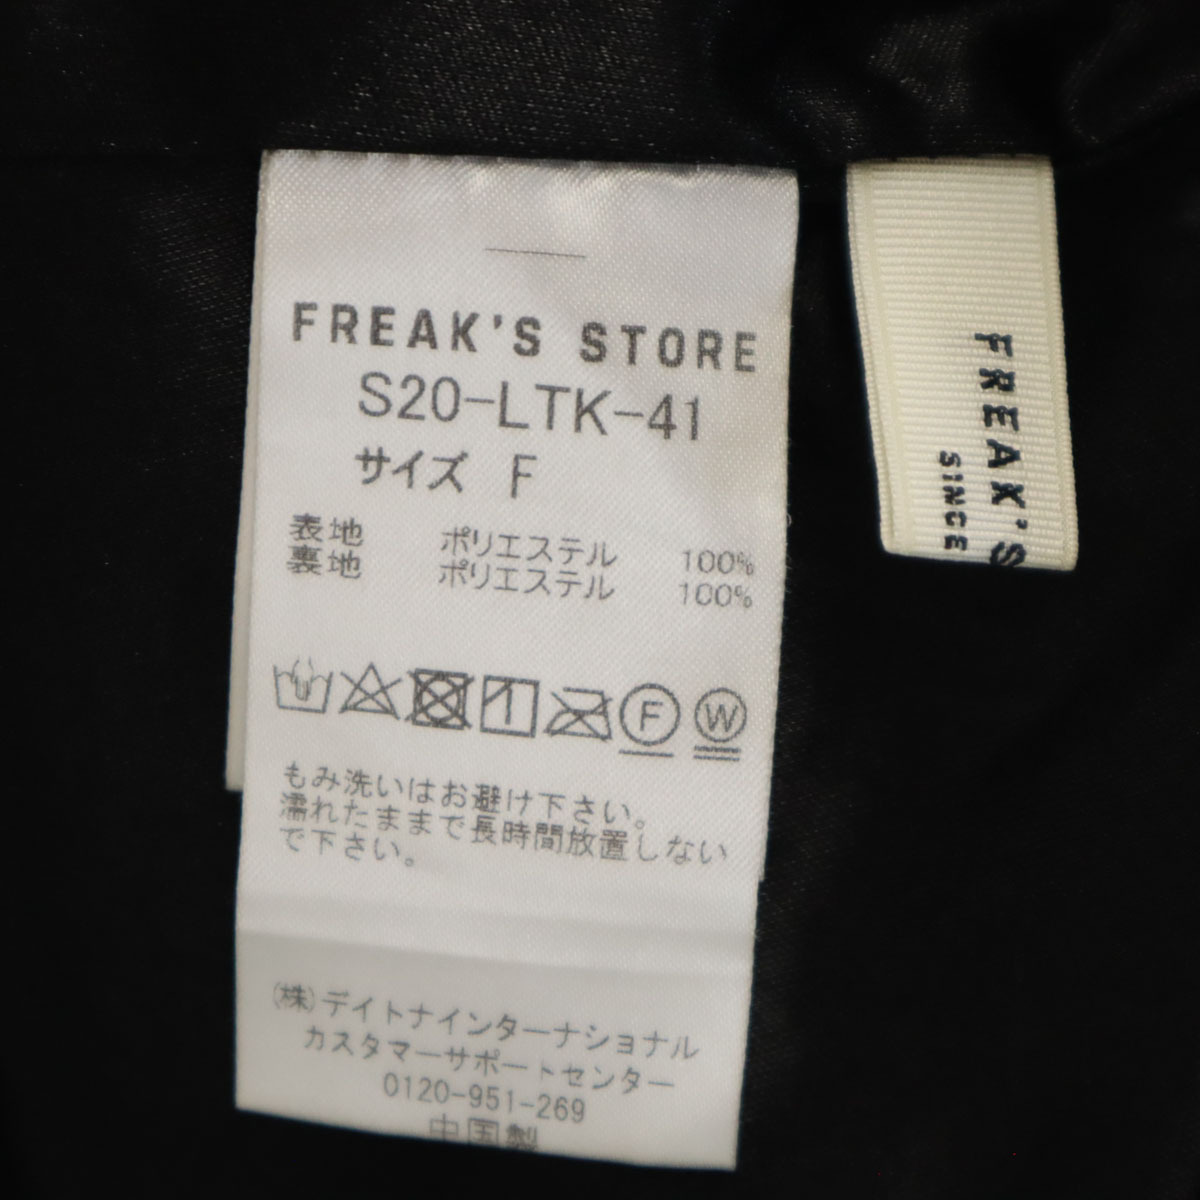 FREAK'S STORE
S20-LTK-41
サイズ F
表地 ポリエステル 100%
裏地 ポリエステル 100%
F W
もみ洗いはお避け下さい。
濡れたままで長時間放置しない
で下さい。
(株)デイトナインターナショナル
カスタマーサポートセンター
0120-951-269
中国製
FREAK'S
SINCE